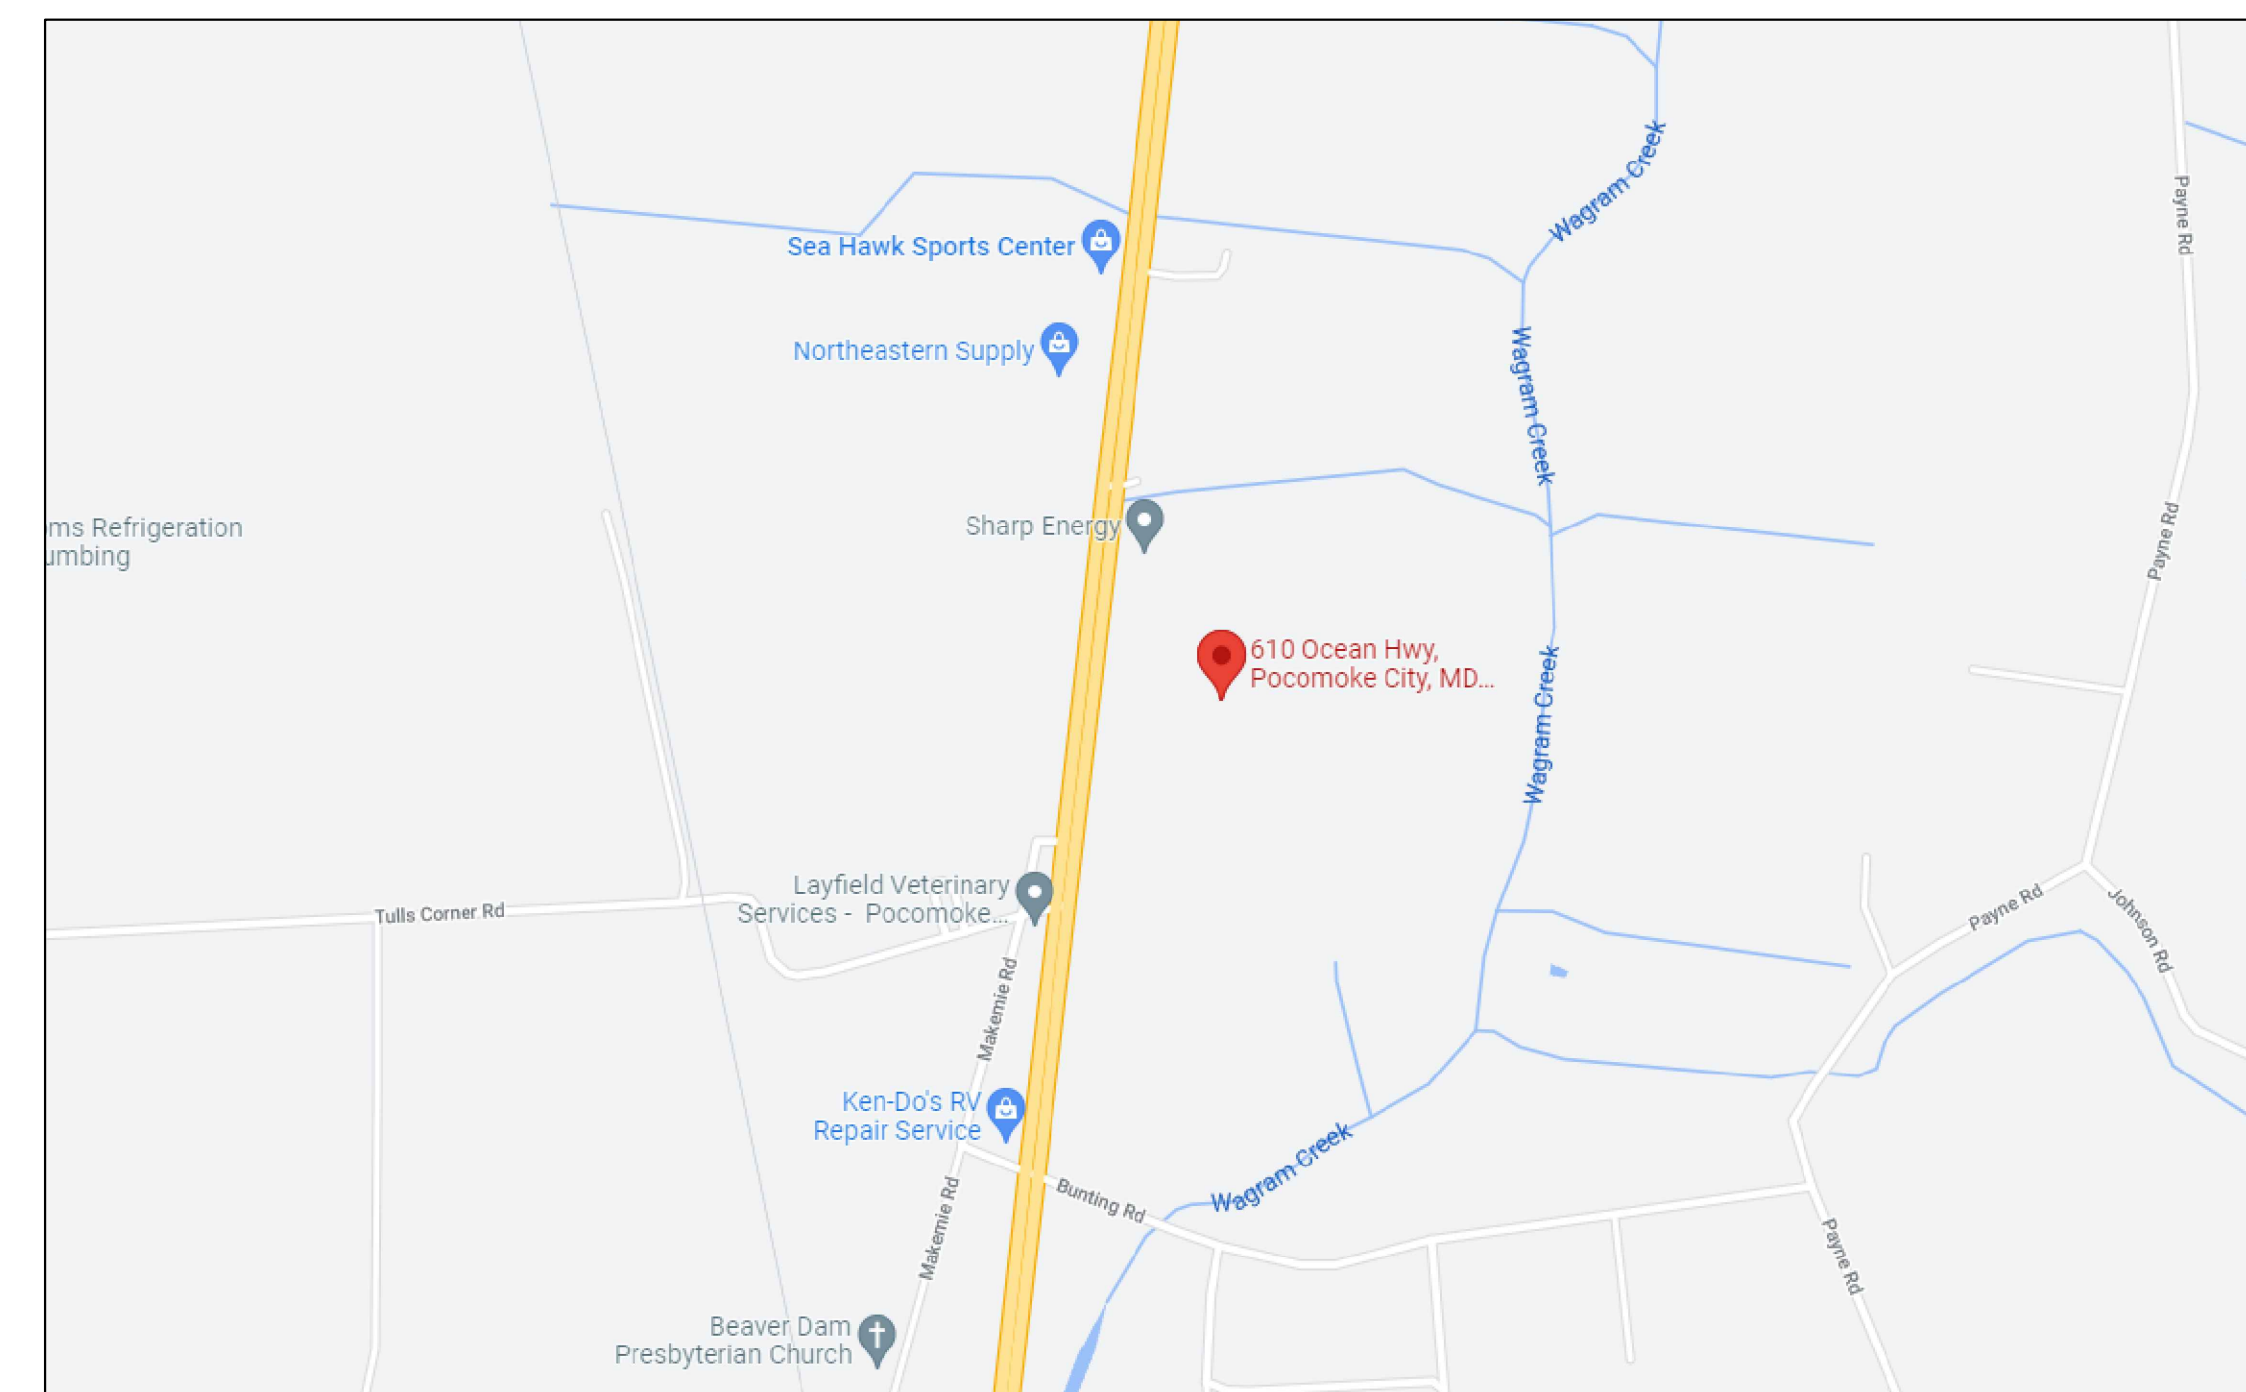 Wagram Creek
Payne Rd
Sea Hawk Sports Center
Northeastern Supply
Wagram Creek
Sharp Energy
ms Refrigeration
umbing
Payne Rd
610 Ocean Hwy,
Pocomoke City, MD...
Wagram Creek
Layfield Veterinary
Services - Pocomoke...
Tulls Corner Rd
Payne Rd
Johnson Rd
Makemie Rd
Ken-Do's RV
Repair Service
Wagram Creek
Bunting Rd
Makemie Rd
Payne Rd
Beaver Dam
Presbyterian Church